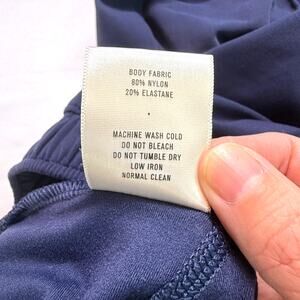 BODY FABRIC
80% NYLON
20% ELASTANE
MACHINE WASH COLD
DO NOT BLEACH
DO NOT TUMBLE DRY
LOW IRON
NORMAL CLEAN